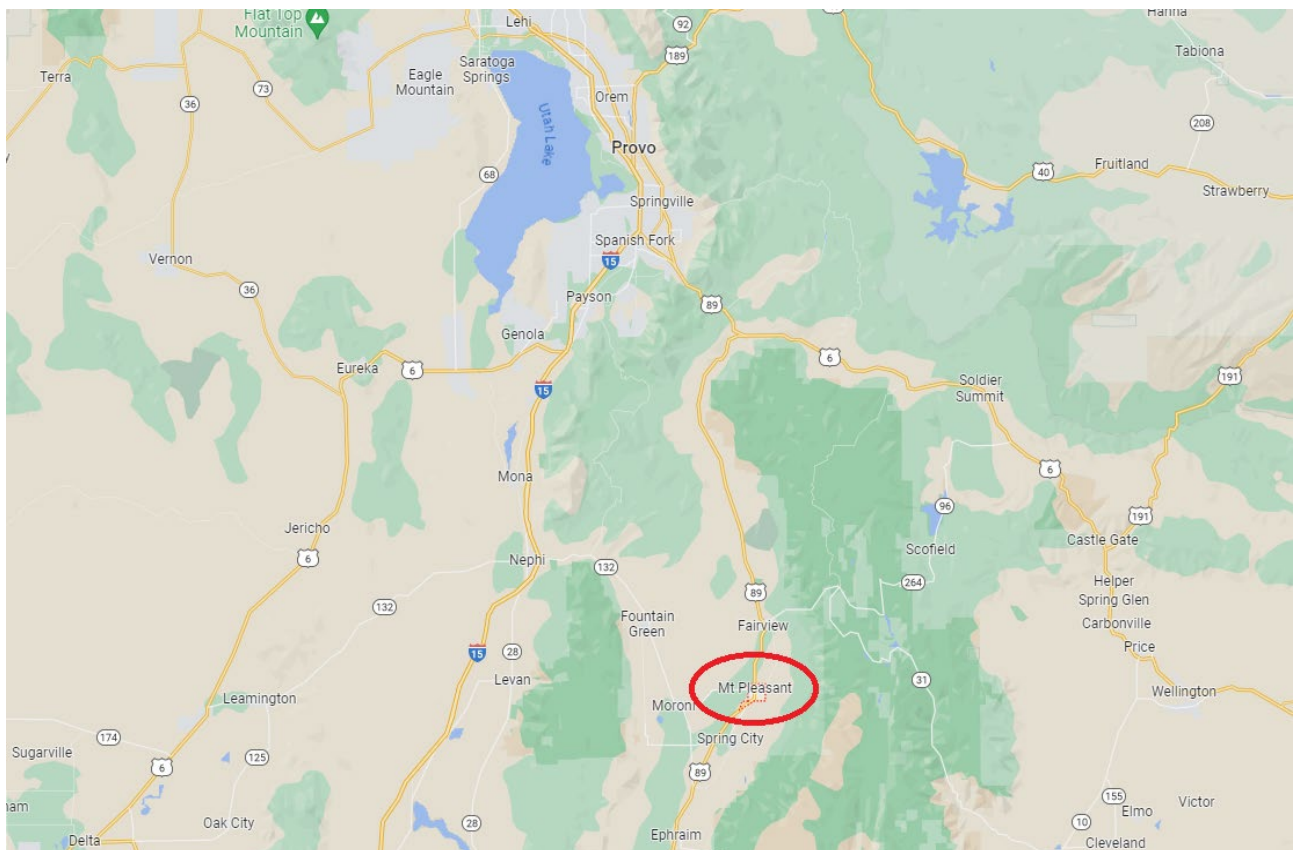 Flat Top
Mountain
Lehi
92
Hanna
189
Tabiona
Terra
Saratoga
Springs
Eagle
Mountain
73
36
Orem
Utah Lake
Provo
208
Fruitland
40
68
Strawberry
Springville
Spanish Fork
15
Vernon
36
Payson
89
Genola
6
Eureka
6
15
Soldier
Summit
191
Mona
6
96
191
Jericho
Castle Gate
6
Nephi
132
Scofield
264
Helper
132
89
Spring Glen
Fountain
Green
Fairview
Carbonville
Price
15
28
Levan
31
Mt Pleasant
Wellington
Leamington
Moroni
174
Sugarville
125
Spring City
6
89
155
Victor
Elmo
Oak City
28
10
Delta
Ephraim
Cleveland